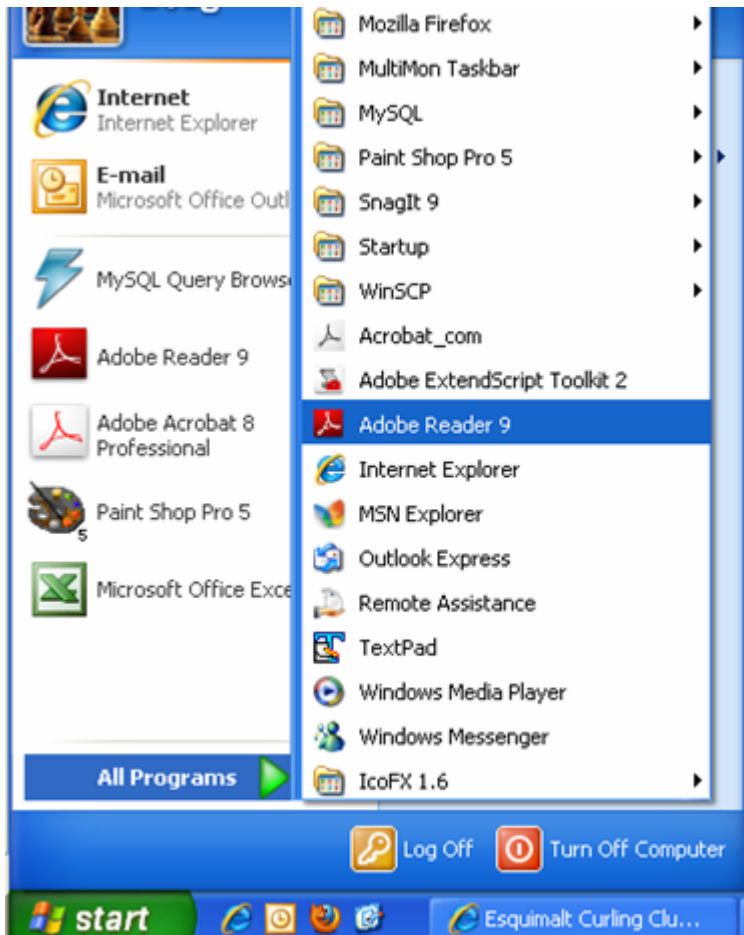 Internet
Internet Explorer
E-mail
Microsoft Office Outl
MySQL Query Brows
Adobe Reader 9
Adobe Acrobat 8
Professional
5
Paint Shop Pro 5
Microsoft Office Exce
All Programs
Mozilla Firefox
MultiMon Taskbar
MySQL
Paint Shop Pro 5
SnagIt 9
Startup
WinSCP
Acrobat_com
Adobe ExtendScript Toolkit 2
Adobe Reader 9
Internet Explorer
MSN Explorer
Outlook Express
Remote Assistance
TextPad
Windows Media Player
Windows Messenger
IcoFX 1.6
Log Off
Turn Off Computer
start
Esquimalt Curling Clu...